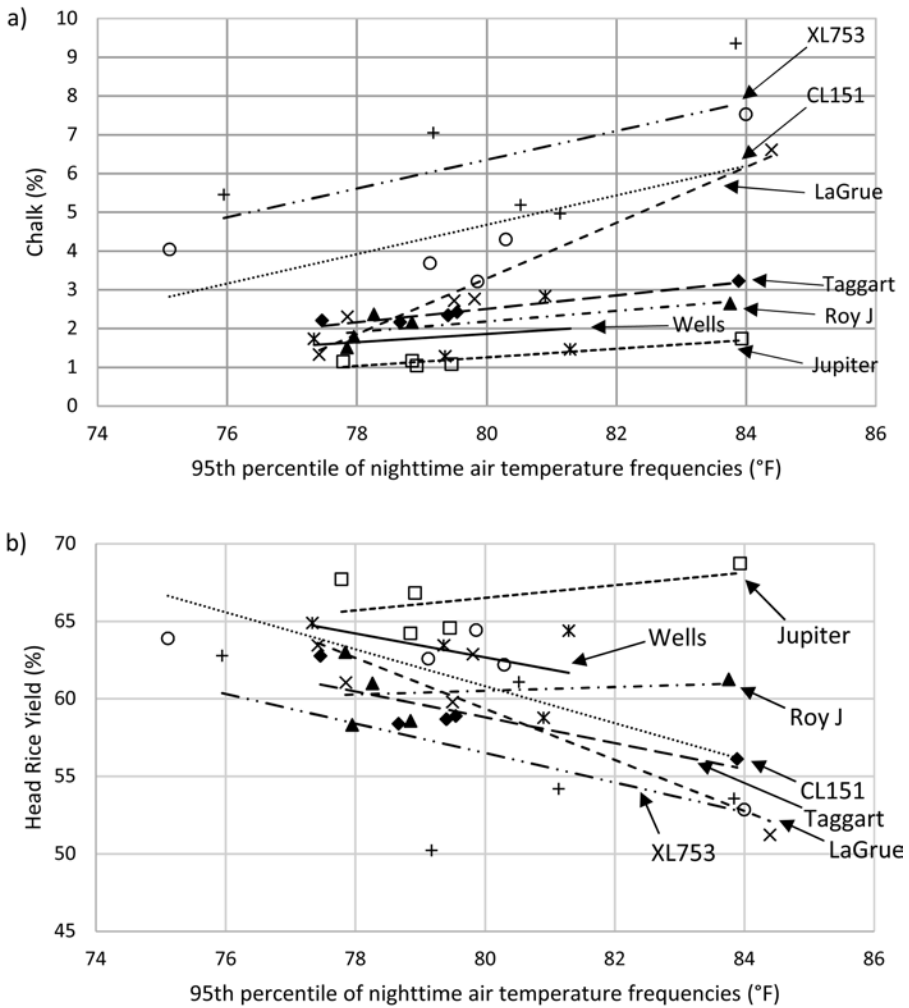 a)
10
9
8
7
6
5
4
3
2
1
0
Chalk (%)
XL753
CL151
LaGrue
Taggart
Roy J
Wells
Jupiter
74 76 78 80 82 84 86
95th percentile of nighttime air temperature frequencies (°F)
b)
70
65
60
55
50
45
Head Rice Yield (%)
Jupiter
Wells
Roy J
CL151
Taggart
LaGrue
XL753
74 76 78 80 82 84 86
95th percentile of nighttime air temperature frequencies (°F)